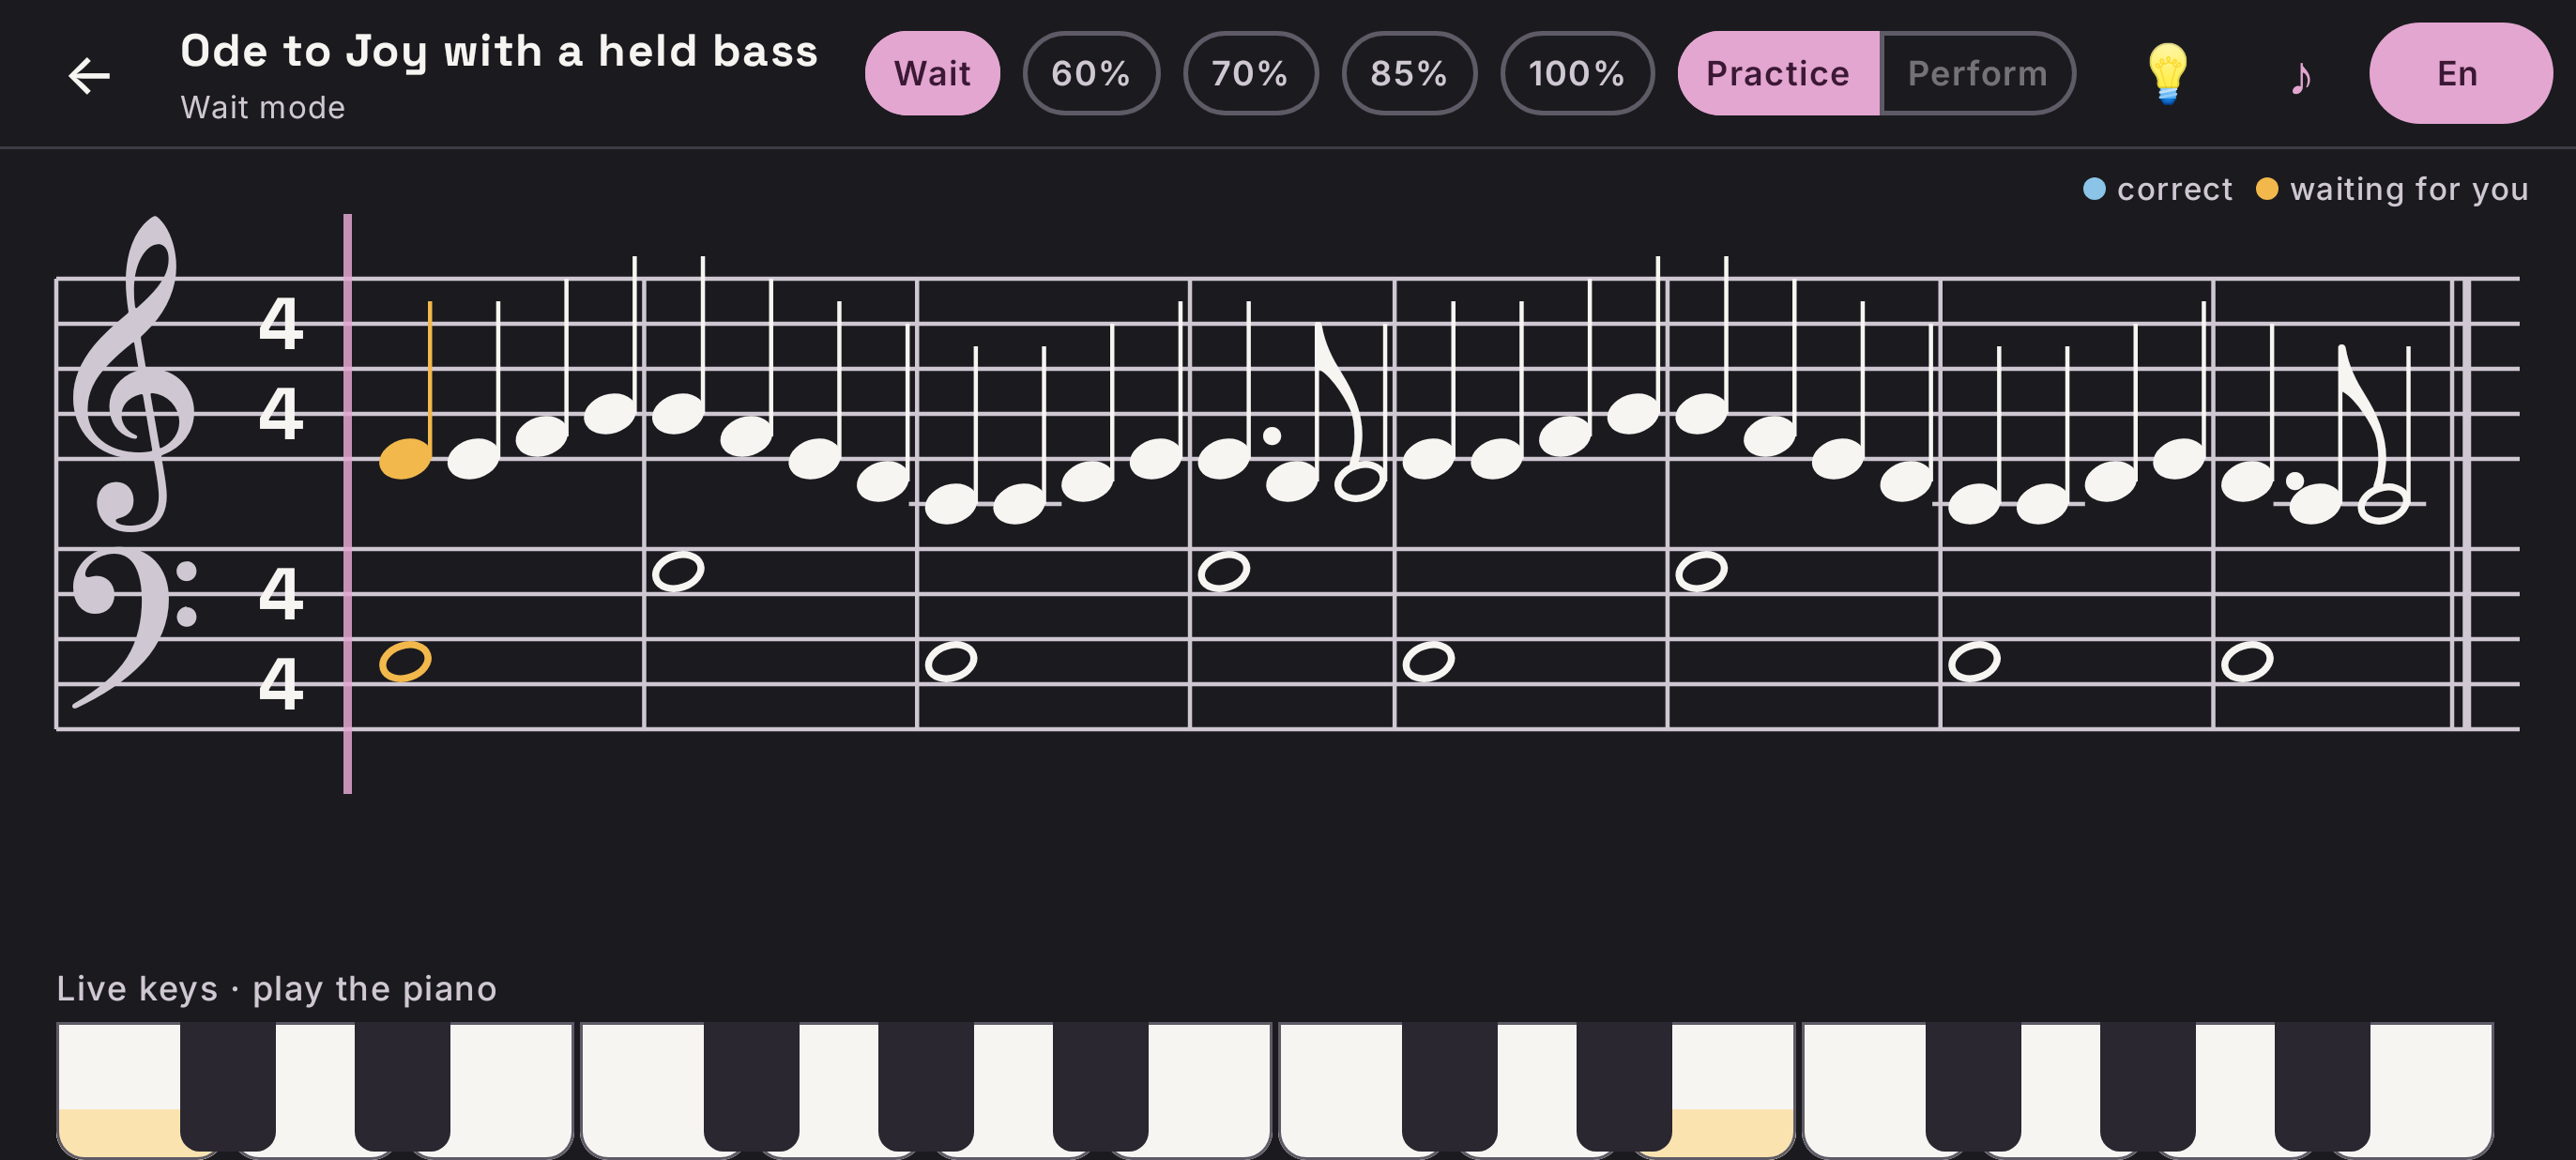 Ode to Joy with a held bass
Wait mode
Wait 60% 70% 85% 100% Practice Perform En
correct waiting for you
4
4
4
4
Live keys · play the piano